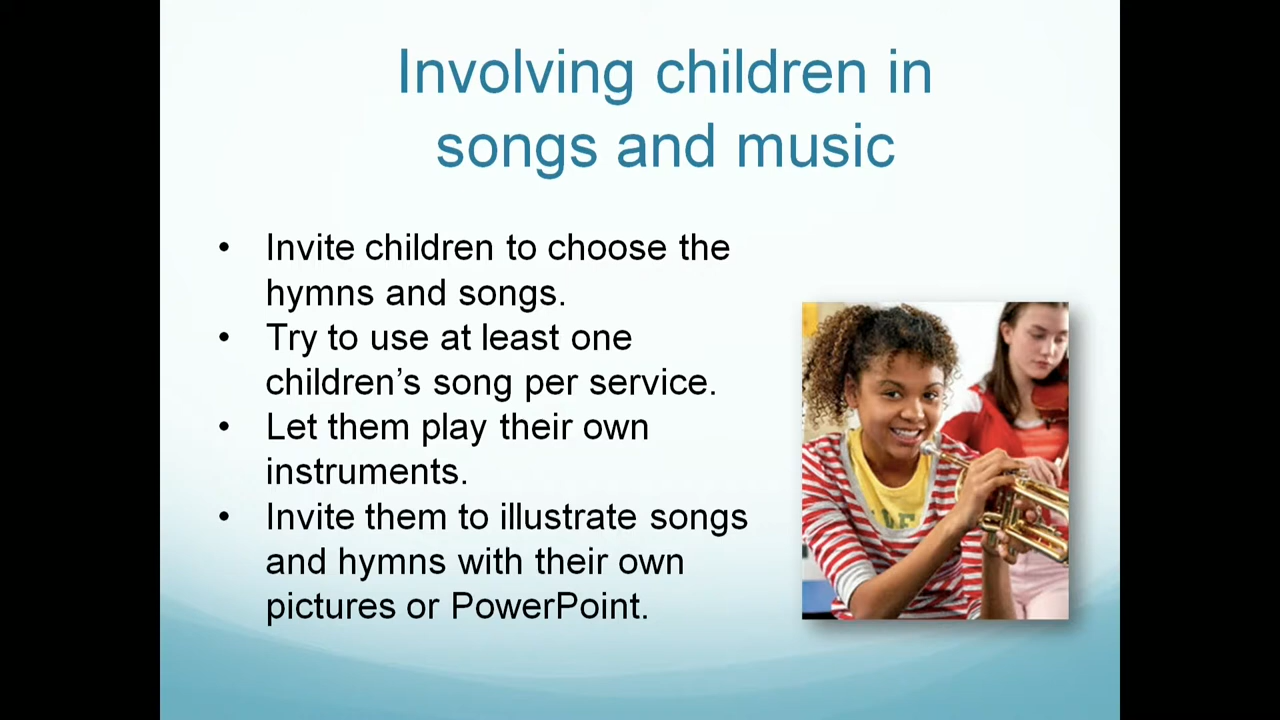 Involving children in
songs and music
• Invite children to choose the
hymns and songs.
• Try to use at least one
children’s song per service.
• Let them play their own
instruments.
• Invite them to illustrate songs
and hymns with their own
pictures or PowerPoint.